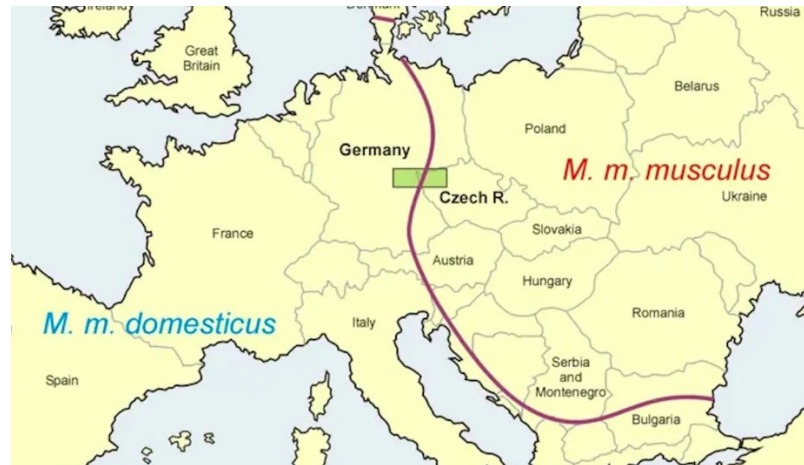 Russia
Great
Britain
Belarus
Germany
Poland
M. m. musculus
Czech R.
Ukraine
France
Slovakia
Austria
Hungary
M. m. domesticus
Italy
Romania
Spain
Serbia
and
Montenegro
Bulgaria